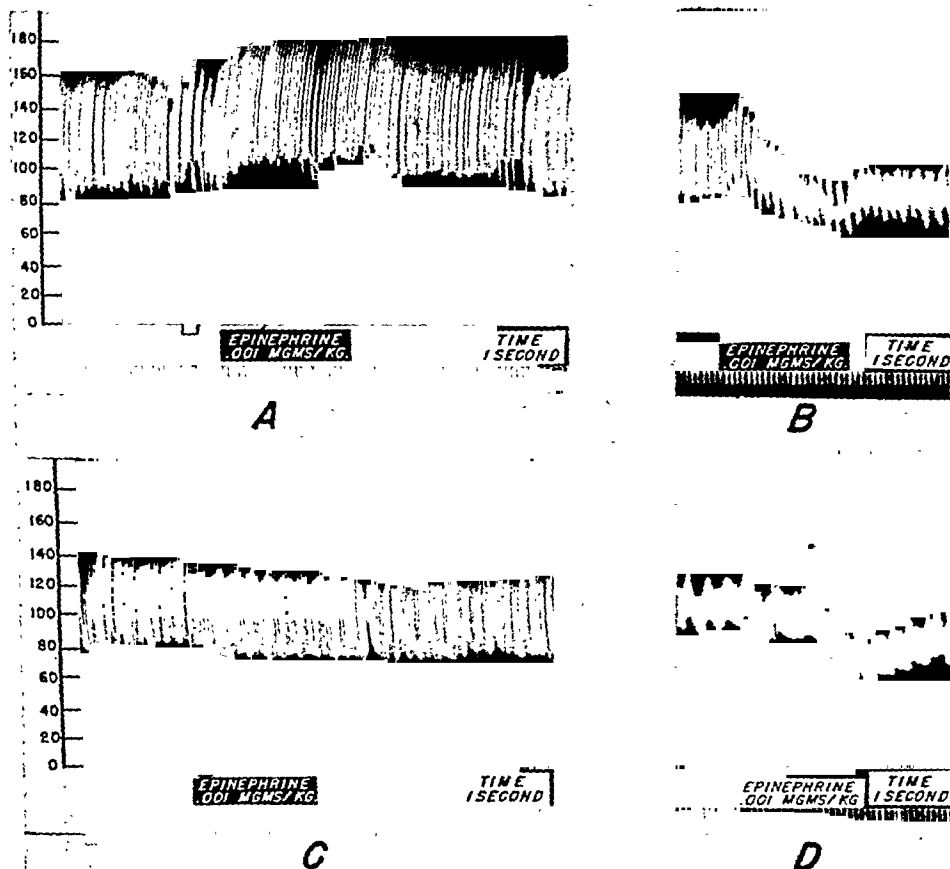 180
160
140
120
100
80
60
40
20
0
EPINEPHRINE
.001 MGMS/KG.
TIME
1 SECOND
A
EPINEPHRINE
.001 MGMS/KG.
TIME
1 SECOND
B
180
160
140
120
100
80
60
40
20
0
EPINEPHRINE
.001 MGMS/KG.
TIME
1 SECOND
C
EPINEPHRINE
.001 MGMS/KG
TIME
1 SECOND
D